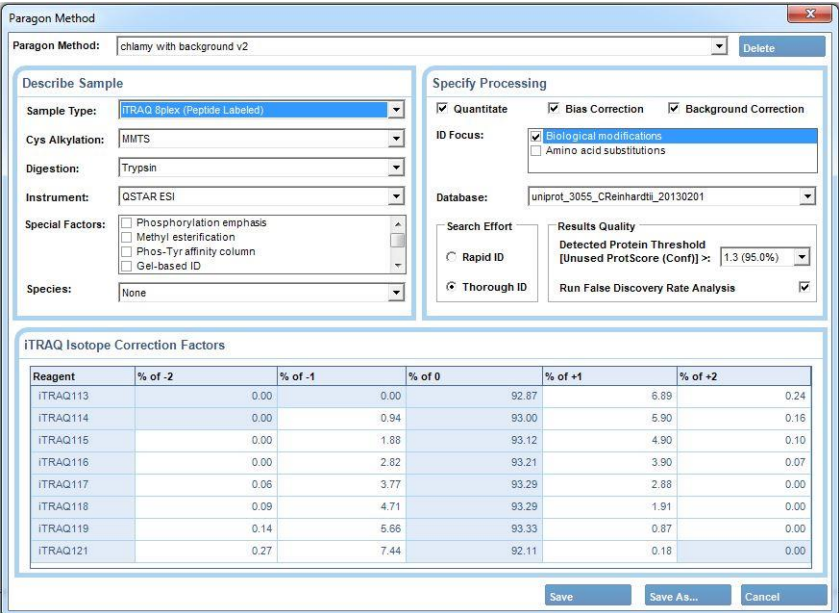 Paragon Method
Paragon Method: chlamy with background v2 Delete
Describe Sample
Sample Type: iTRAQ 8plex (Peptide Labeled)
Cys Alkylation: MMTS
Digestion: Trypsin
Instrument: QSTAR ESI
Special Factors: Phosphorylation emphasis
Methyl esterification
Phos-Tyr affinity column
Gel-based ID
Species: None
Specify Processing
Quantitate Bias Correction Background Correction
ID Focus: Biological modifications
Amino acid substitutions
Database: uniprot_3055_CReinhardtii_20130201
Search Effort
Rapid ID
Thorough ID
Results Quality
Detected Protein Threshold
[Unused ProtScore (Conf)] >: 1.3 (95.0%)
Run False Discovery Rate Analysis
iTRAQ Isotope Correction Factors
Reagent % of -2 % of -1 % of 0 % of +1 % of +2
iTRAQ113 0.00 0.00 92.87 6.89 0.24
iTRAQ114 0.00 0.94 93.00 5.90 0.16
iTRAQ115 0.00 1.88 93.12 4.90 0.10
iTRAQ116 0.00 2.82 93.21 3.90 0.07
iTRAQ117 0.06 3.77 93.29 2.88 0.00
iTRAQ118 0.09 4.71 93.29 1.91 0.00
iTRAQ119 0.14 5.66 93.33 0.87 0.00
iTRAQ121 0.27 7.44 92.11 0.18 0.00
Save Save As... Cancel